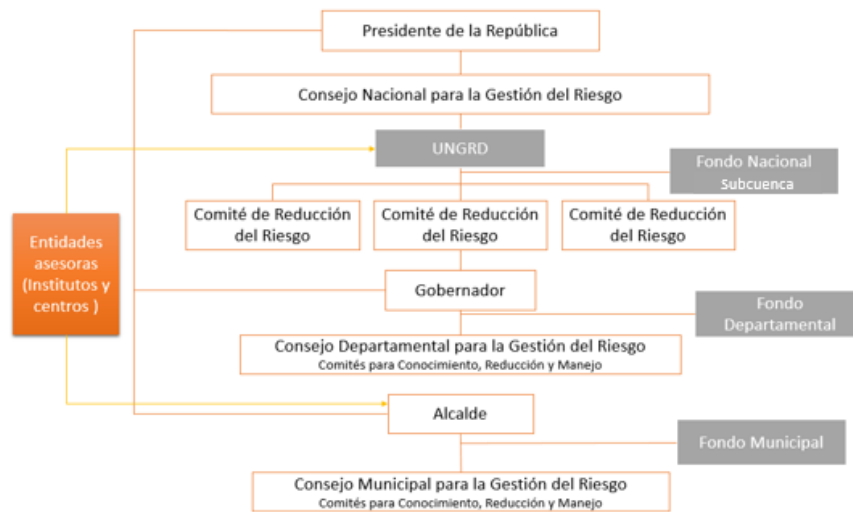 Presidente de la República
Consejo Nacional para la Gestión del Riesgo
UNGRD
Fondo Nacional
Subcuenca
Comité de Reducción
del Riesgo
Comité de Reducción
del Riesgo
Comité de Reducción
del Riesgo
Entidades
asesoras
(Institutos y
centros )
Gobernador
Fondo
Departamental
Consejo Departamental para la Gestión del Riesgo
Comités para Conocimiento, Reducción y Manejo
Alcalde
Fondo Municipal
Consejo Municipal para la Gestión del Riesgo
Comités para Conocimiento, Reducción y Manejo